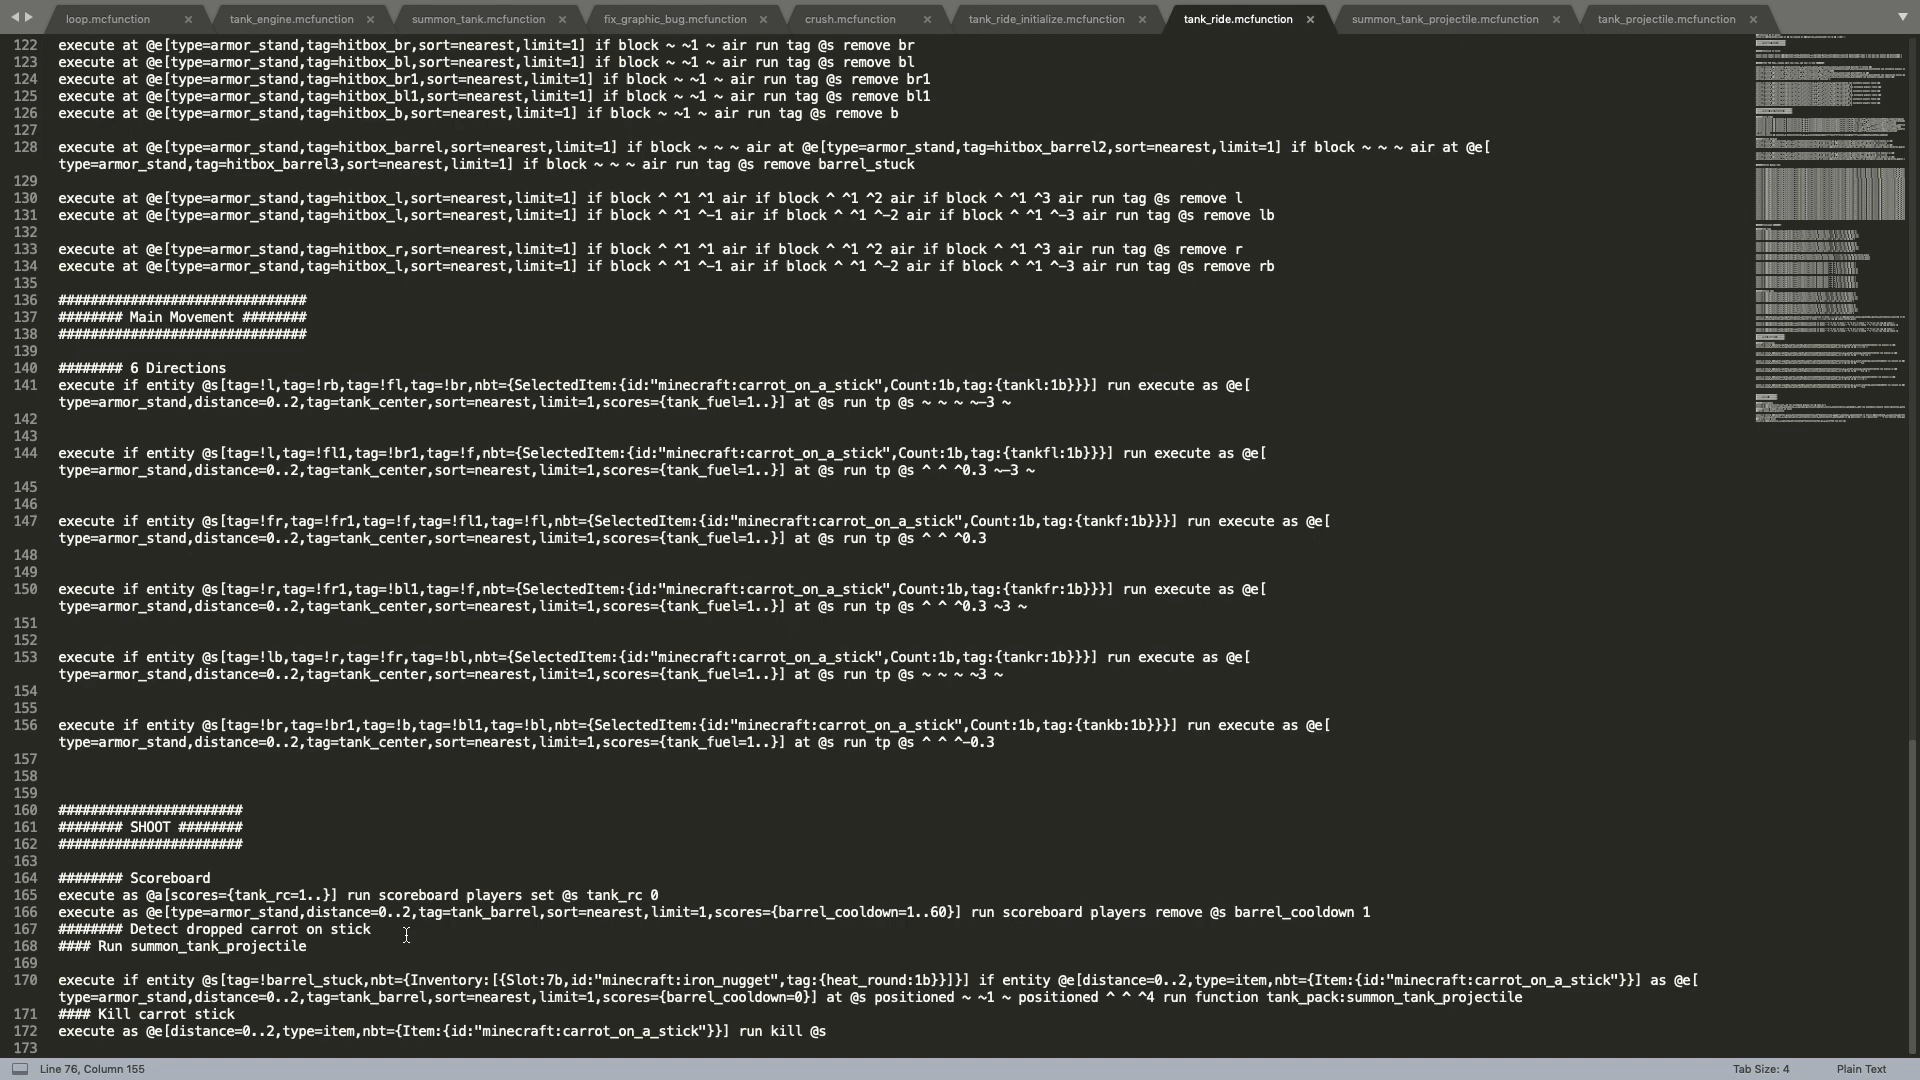 loop.mcfunction × tank_engine.mcfunction × summon_tank.mcfunction × fix_graphic_bug.mcfunction × crush.mcfunction × tank_ride_initialize.mcfunction × tank_ride.mcfunction × summon_tank_projectile.mcfunction × tank_projectile.mcfunction ×
122 execute at @e[type=armor_stand,tag=hitbox_br,sort=nearest,limit=1] if block ~ ~1 ~ air run tag @s remove br
123 execute at @e[type=armor_stand,tag=hitbox_bl,sort=nearest,limit=1] if block ~ ~1 ~ air run tag @s remove bl
124 execute at @e[type=armor_stand,tag=hitbox_br1,sort=nearest,limit=1] if block ~ ~1 ~ air run tag @s remove br1
125 execute at @e[type=armor_stand,tag=hitbox_bl1,sort=nearest,limit=1] if block ~ ~1 ~ air run tag @s remove bl1
126 execute at @e[type=armor_stand,tag=hitbox_b,sort=nearest,limit=1] if block ~ ~1 ~ air run tag @s remove b
127
128 execute at @e[type=armor_stand,tag=hitbox_barrel,sort=nearest,limit=1] if block ~ ~ ~ air at @e[type=armor_stand,tag=hitbox_barrel2,sort=nearest,limit=1] if block ~ ~ ~ air at @e[
type=armor_stand,tag=hitbox_barrel3,sort=nearest,limit=1] if block ~ ~ ~ air run tag @s remove barrel_stuck
129
130 execute at @e[type=armor_stand,tag=hitbox_l,sort=nearest,limit=1] if block ^ ^1 ^1 air if block ^ ^1 ^2 air if block ^ ^1 ^3 air run tag @s remove l
131 execute at @e[type=armor_stand,tag=hitbox_l,sort=nearest,limit=1] if block ^ ^1 ^-1 air if block ^ ^1 ^-2 air if block ^ ^1 ^-3 air run tag @s remove lb
132
133 execute at @e[type=armor_stand,tag=hitbox_r,sort=nearest,limit=1] if block ^ ^1 ^1 air if block ^ ^1 ^2 air if block ^ ^1 ^3 air run tag @s remove r
134 execute at @e[type=armor_stand,tag=hitbox_l,sort=nearest,limit=1] if block ^ ^1 ^-1 air if block ^ ^1 ^-2 air if block ^ ^1 ^-3 air run tag @s remove rb
135
136 ###############################
137 ######## Main Movement ########
138 ###############################
139
140 ######## 6 Directions
141 execute if entity @s[tag=!l,tag=!rb,tag=!fl,tag=!br,nbt={SelectedItem:{id:"minecraft:carrot_on_a_stick",Count:1b,tag:{tankl:1b}}}] run execute as @e[
type=armor_stand,distance=0..2,tag=tank_center,sort=nearest,limit=1,scores={tank_fuel=1..}] at @s run tp @s ~ ~ ~ ~-3 ~
142
143
144 execute if entity @s[tag=!l,tag=!fl1,tag=!br1,tag=!f,nbt={SelectedItem:{id:"minecraft:carrot_on_a_stick",Count:1b,tag:{tankfl:1b}}}] run execute as @e[
type=armor_stand,distance=0..2,tag=tank_center,sort=nearest,limit=1,scores={tank_fuel=1..}] at @s run tp @s ^ ^ ^0.3 ~-3 ~
145
146
147 execute if entity @s[tag=!fr,tag=!fr1,tag=!f,tag=!fl1,tag=!fl,nbt={SelectedItem:{id:"minecraft:carrot_on_a_stick",Count:1b,tag:{tankf:1b}}}] run execute as @e[
type=armor_stand,distance=0..2,tag=tank_center,sort=nearest,limit=1,scores={tank_fuel=1..}] at @s run tp @s ^ ^ ^0.3
148
149
150 execute if entity @s[tag=!r,tag=!fr1,tag=!bl1,tag=!f,nbt={SelectedItem:{id:"minecraft:carrot_on_a_stick",Count:1b,tag:{tankfr:1b}}}] run execute as @e[
type=armor_stand,distance=0..2,tag=tank_center,sort=nearest,limit=1,scores={tank_fuel=1..}] at @s run tp @s ^ ^ ^0.3 ~3 ~
151
152
153 execute if entity @s[tag=!lb,tag=!r,tag=!fr,tag=!bl,nbt={SelectedItem:{id:"minecraft:carrot_on_a_stick",Count:1b,tag:{tankr:1b}}}] run execute as @e[
type=armor_stand,distance=0..2,tag=tank_center,sort=nearest,limit=1,scores={tank_fuel=1..}] at @s run tp @s ~ ~ ~ ~3 ~
154
155
156 execute if entity @s[tag=!br,tag=!br1,tag=!b,tag=!bl1,tag=!bl,nbt={SelectedItem:{id:"minecraft:carrot_on_a_stick",Count:1b,tag:{tankb:1b}}}] run execute as @e[
type=armor_stand,distance=0..2,tag=tank_center,sort=nearest,limit=1,scores={tank_fuel=1..}] at @s run tp @s ^ ^ ^-0.3
157
158
159
160 #######################
161 ######## SHOOT ########
162 #######################
163
164 ######## Scoreboard
165 execute as @a[scores={tank_rc=1..}] run scoreboard players set @s tank_rc 0
166 execute as @e[type=armor_stand,distance=0..2,tag=tank_barrel,sort=nearest,limit=1,scores={barrel_cooldown=1..60}] run scoreboard players remove @s barrel_cooldown 1
167 ######## Detect dropped carrot on stick
168 #### Run summon_tank_projectile
169
170 execute if entity @s[tag=!barrel_stuck,nbt={Inventory:[{Slot:7b,id:"minecraft:iron_nugget",tag:{heat_round:1b}}]}] if entity @e[distance=0..2,type=item,nbt={Item:{id:"minecraft:carrot_on_a_stick"}}] as @e[
type=armor_stand,distance=0..2,tag=tank_barrel,sort=nearest,limit=1,scores={barrel_cooldown=0}] at @s positioned ~ ~1 ~ positioned ^ ^ ^4 run function tank_pack:summon_tank_projectile
171 #### Kill carrot stick
172 execute as @e[distance=0..2,type=item,nbt={Item:{id:"minecraft:carrot_on_a_stick"}}] run kill @s
173
Line 76, Column 155 Tab Size: 4 Plain Text